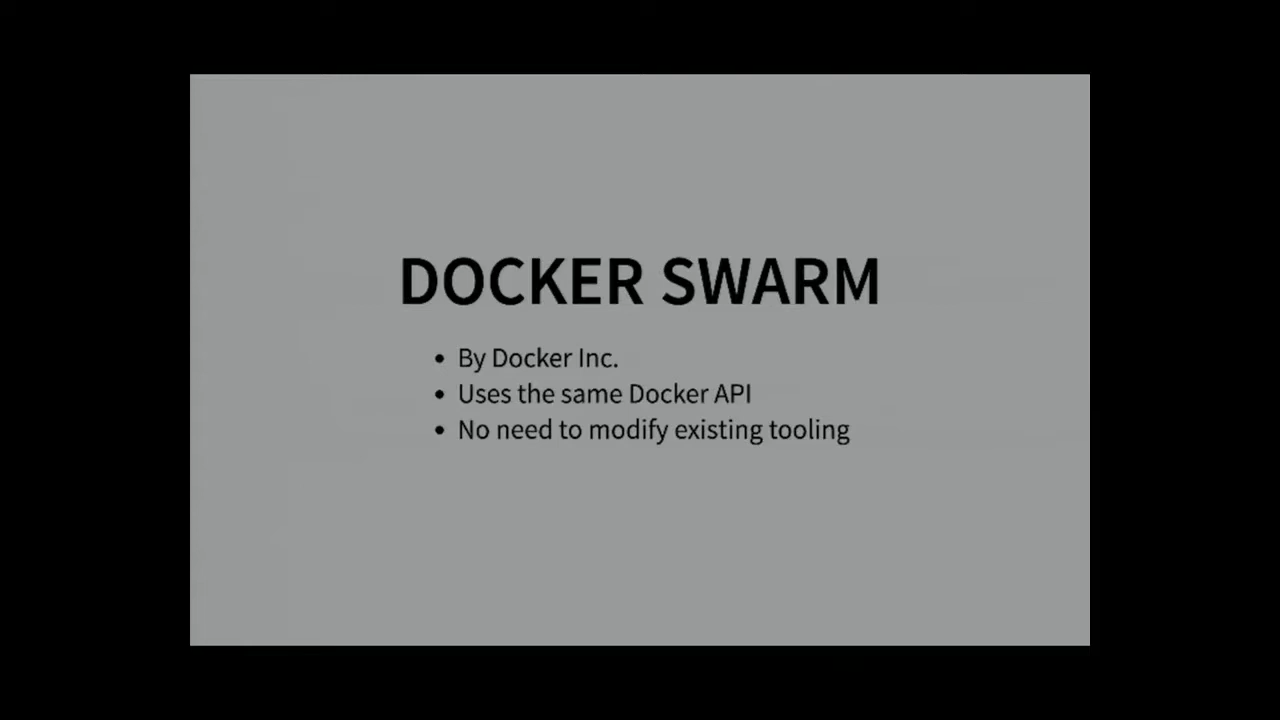 DOCKER SWARM
• By Docker Inc.
• Uses the same Docker API
• No need to modify existing tooling